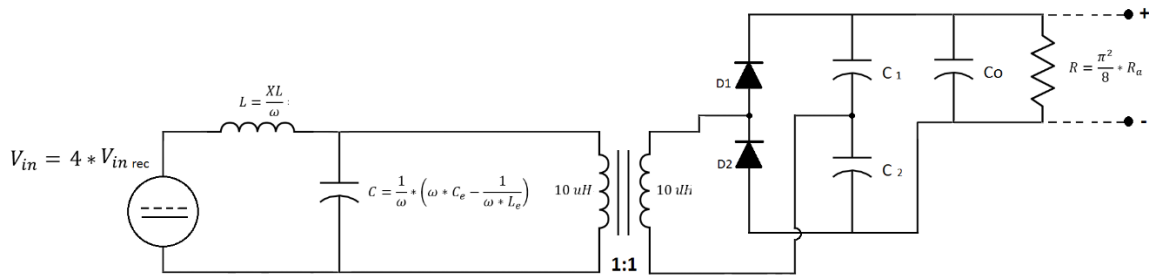 V_in = 4 * V_in rec
L = XL/ω :
C = 1/ω * (ω * C_e − 1/(ω * L_e))
10 uH
1:1
10 uH
D1
D2
C 1
C 2
Co
R = π²/8 * R_a
+
-